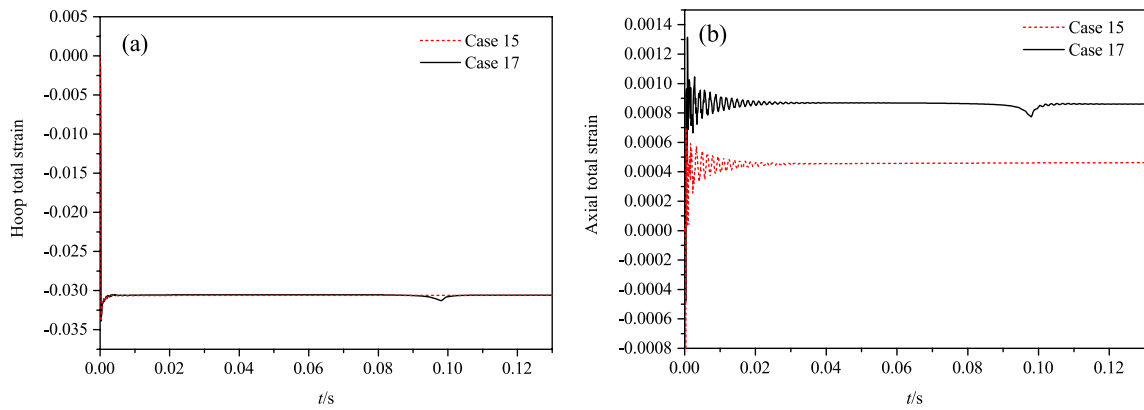 (a)
Case 15
Case 17
Hoop total strain
0.005
0.000
-0.005
-0.010
-0.015
-0.020
-0.025
-0.030
-0.035
0.00 0.02 0.04 0.06 0.08 0.10 0.12
t/s
(b)
Case 15
Case 17
Axial total strain
0.0014
0.0012
0.0010
0.0008
0.0006
0.0004
0.0002
0.0000
-0.0002
-0.0004
-0.0006
-0.0008
0.00 0.02 0.04 0.06 0.08 0.10 0.12
t/s